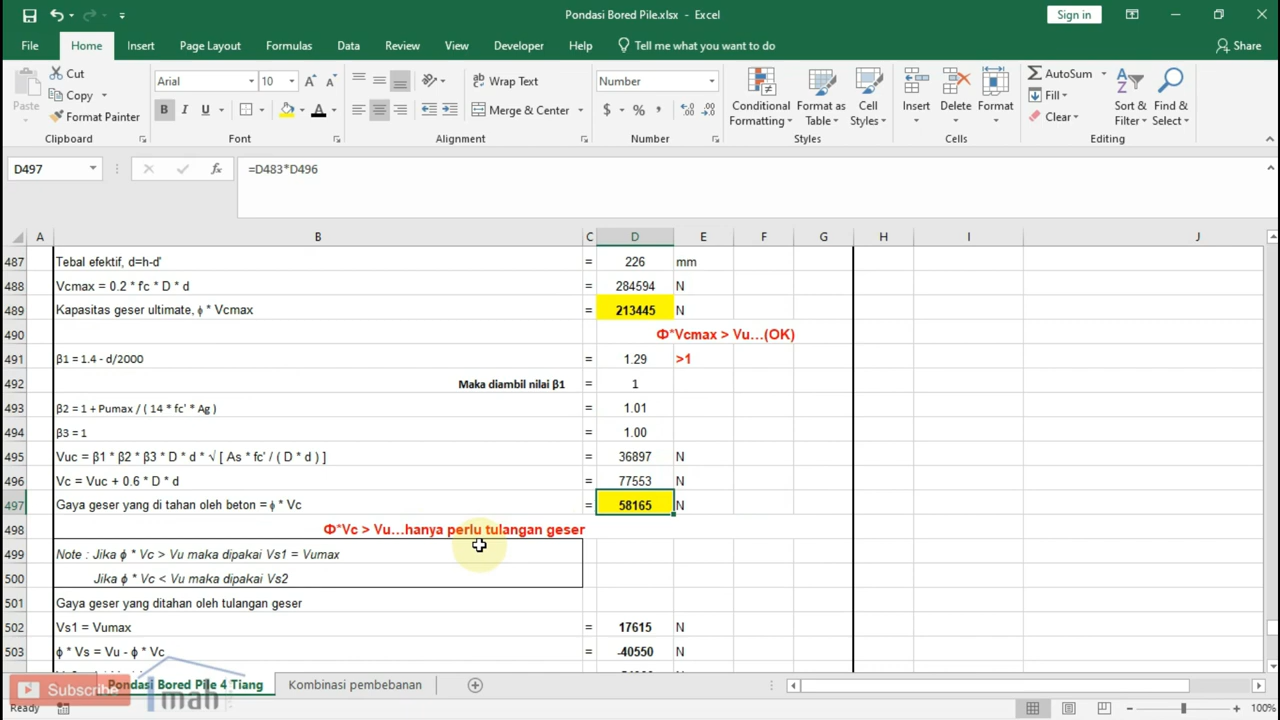 Pondasi Bored Pile.xlsx - Excel
Sign in
File Home Insert Page Layout Formulas Data Review View Developer Help Tell me what you want to do Share
Cut
Copy
Format Painter
Paste
Clipboard
Arial 10
B I U
Font
Wrap Text
Merge & Center
Alignment
Number
$ % ,
Number
Conditional Formatting
Format as Table
Cell Styles
Styles
Insert Delete Format
Cells
AutoSum
Fill
Clear
Sort & Filter
Find & Select
Editing
D497 fx =D483*D496
A B C D E F G H I J
487 Tebal efektif, d=h-d' = 226 mm
488 Vcmax = 0.2 * f'c * D * d = 284594 N
489 Kapasitas geser ultimate, ϕ * Vcmax = 213445 N
490 Φ*Vcmax > Vu...(OK)
491 β1 = 1.4 - d/2000 = 1.29 >1
492 Maka diambil nilai β1 = 1
493 β2 = 1 + Pumax / ( 14 * fc' * Ag ) = 1.01
494 β3 = 1 = 1.00
495 Vuc = β1 * β2 * β3 * D * d * √ [ As * fc' / ( D * d ) ] = 36897 N
496 Vc = Vuc + 0.6 * D * d = 77553 N
497 Gaya geser yang di tahan oleh beton = ϕ * Vc = 58165 N
498 Φ*Vc > Vu...hanya perlu tulangan geser
499 Note : Jika ϕ * Vc > Vu maka dipakai Vs1 = Vumax
500 Jika ϕ * Vc < Vu maka dipakai Vs2
501 Gaya geser yang ditahan oleh tulangan geser
502 Vs1 = Vumax = 17615 N
503 ϕ * Vs = Vu - ϕ * Vc = -40550 N
Subscribe
Imah
Pondasi Bored Pile 4 Tiang Kombinasi pembebanan
Ready 100%